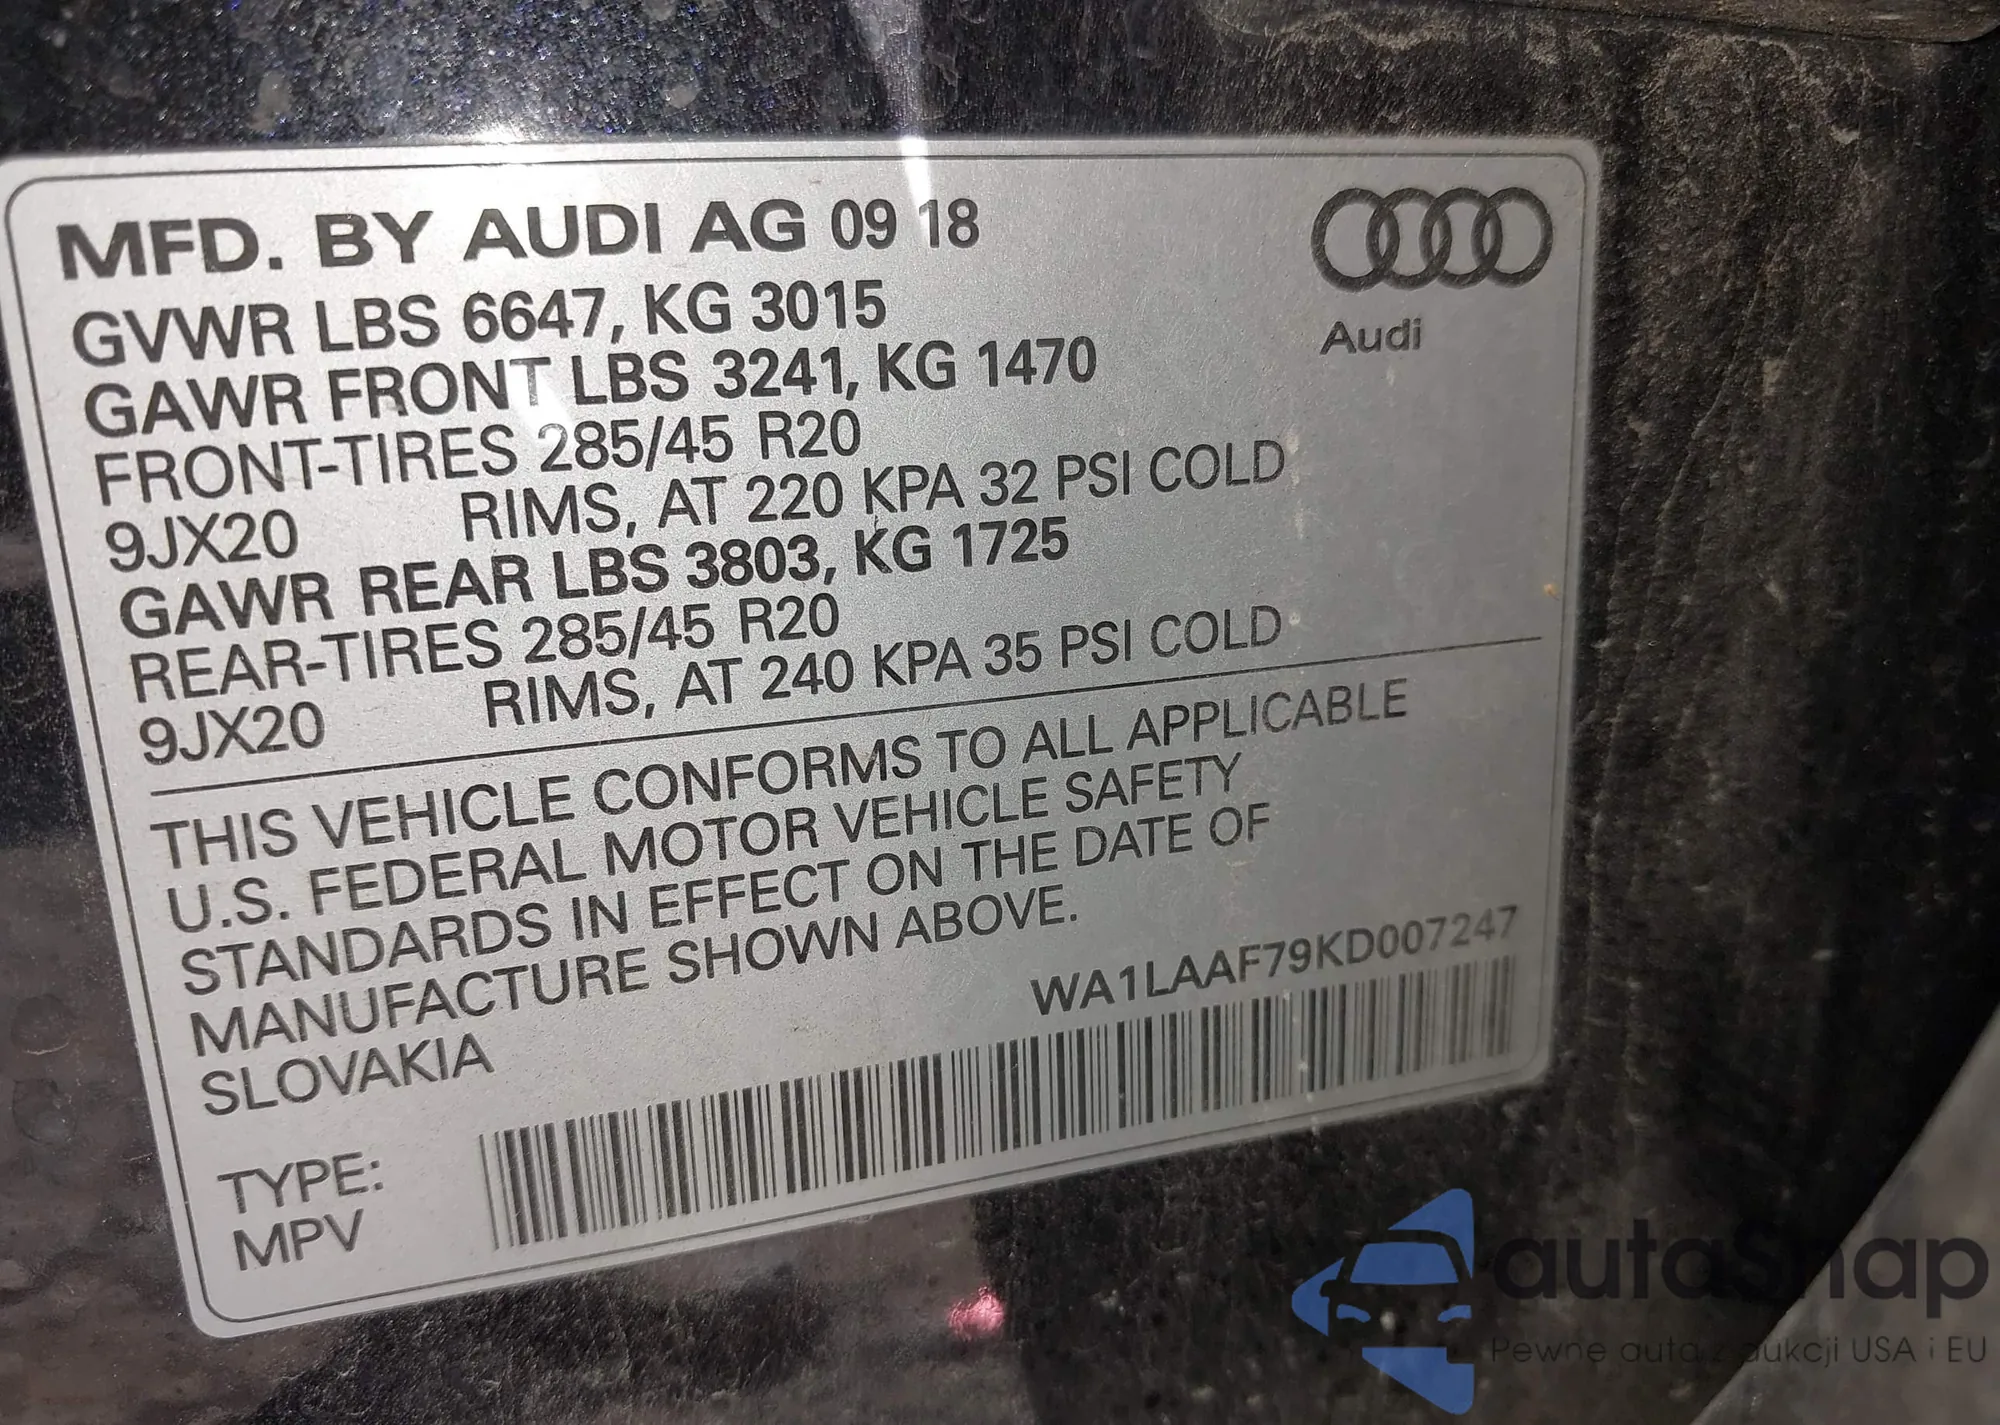 MFD. BY AUDI AG 09 18
Audi
GVWR LBS 6647, KG 3015
GAWR FRONT LBS 3241, KG 1470
FRONT-TIRES 285/45 R20
9JX20 RIMS, AT 220 KPA 32 PSI COLD
GAWR REAR LBS 3803, KG 1725
REAR-TIRES 285/45 R20
9JX20 RIMS, AT 240 KPA 35 PSI COLD
THIS VEHICLE CONFORMS TO ALL APPLICABLE
U.S. FEDERAL MOTOR VEHICLE SAFETY
STANDARDS IN EFFECT ON THE DATE OF
MANUFACTURE SHOWN ABOVE.
SLOVAKIA
WA1LAAF79KD007247
TYPE:
MPV
autaSnap
Pewne auta z aukcji USA i EU